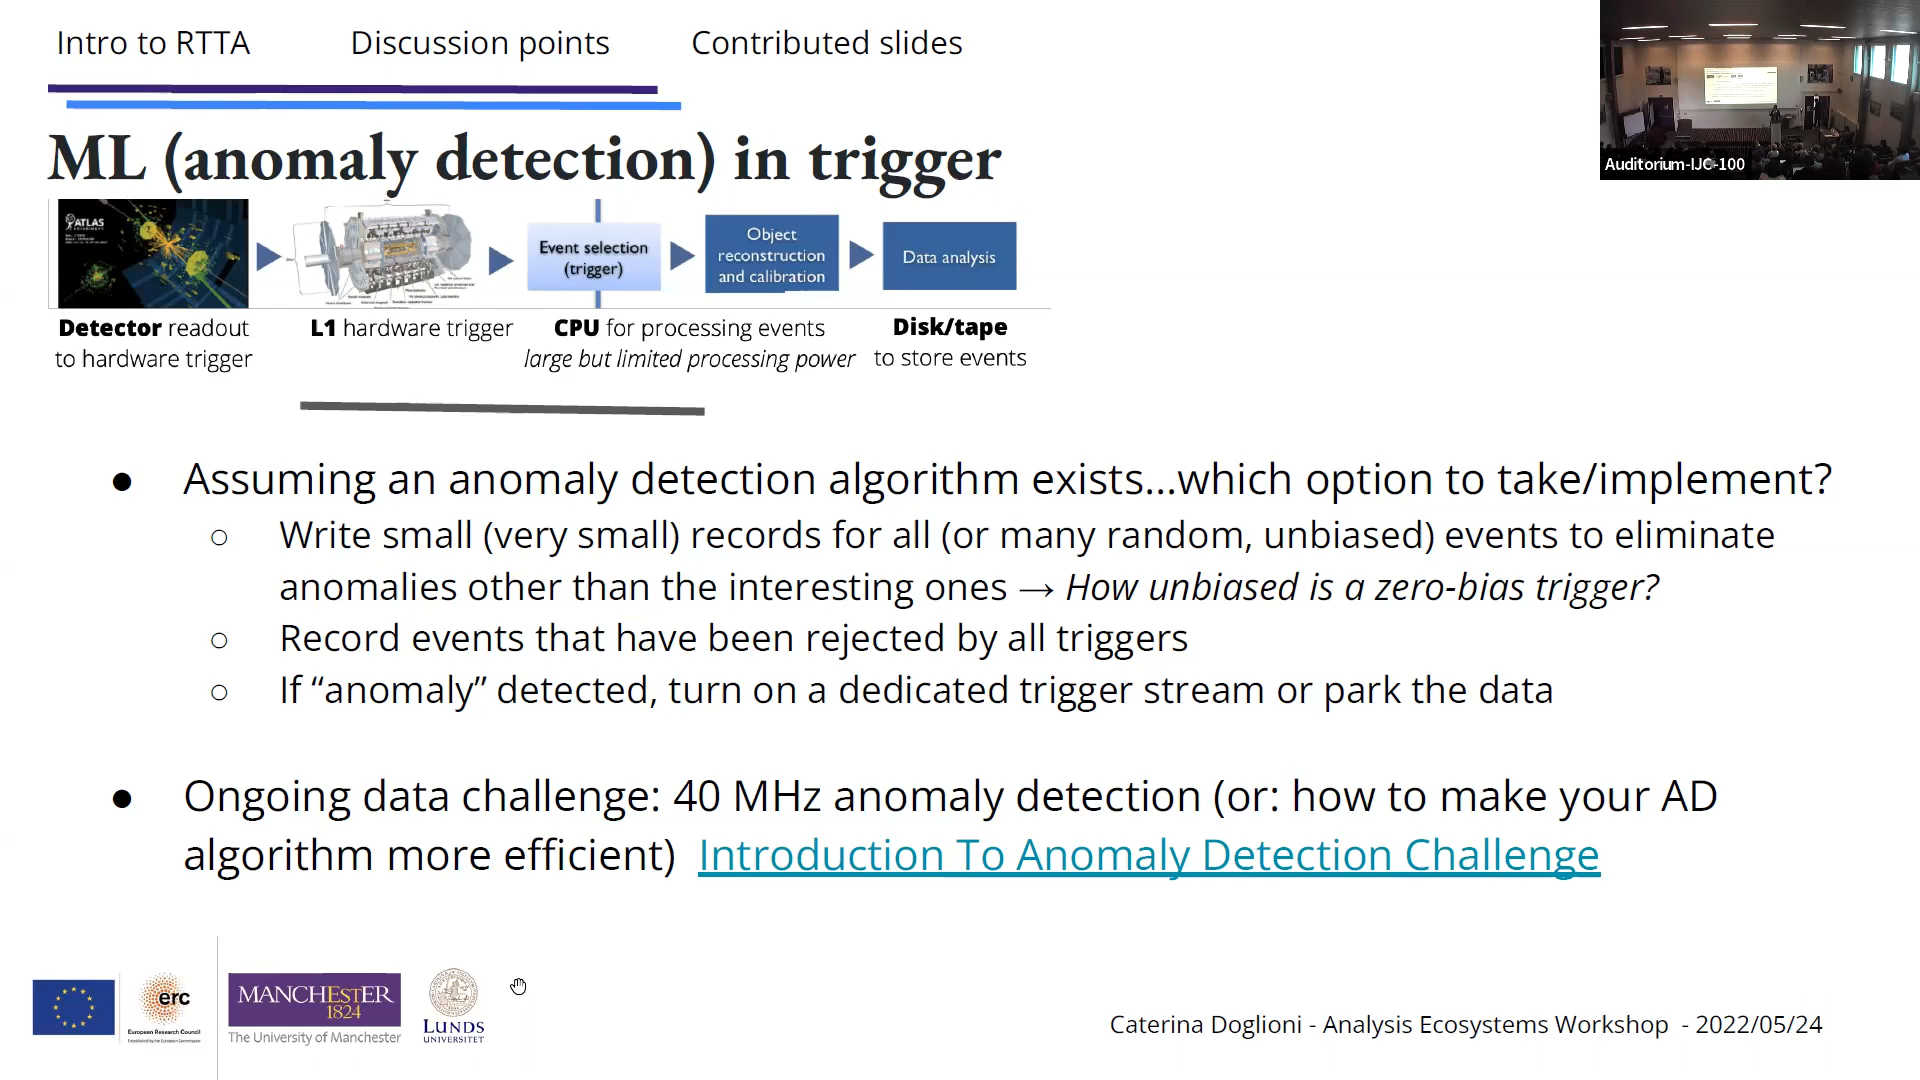 Intro to RTTA Discussion points Contributed slides
Auditorium-IJC-100
ML (anomaly detection) in trigger
ATLAS
EXPERIMENT
Event selection
(trigger)
Object
reconstruction
and calibration
Data analysis
Detector readout
to hardware trigger
L1 hardware trigger
CPU for processing events
large but limited processing power
Disk/tape
to store events
● Assuming an anomaly detection algorithm exists...which option to take/implement?
○ Write small (very small) records for all (or many random, unbiased) events to eliminate
anomalies other than the interesting ones → How unbiased is a zero-bias trigger?
○ Record events that have been rejected by all triggers
○ If “anomaly” detected, turn on a dedicated trigger stream or park the data
● Ongoing data challenge: 40 MHz anomaly detection (or: how to make your AD
algorithm more efficient) Introduction To Anomaly Detection Challenge
erc
European Research Council
Established by the European Commission
MANCHESTER
1824
The University of Manchester
LUNDS
UNIVERSITET
Caterina Doglioni - Analysis Ecosystems Workshop - 2022/05/24